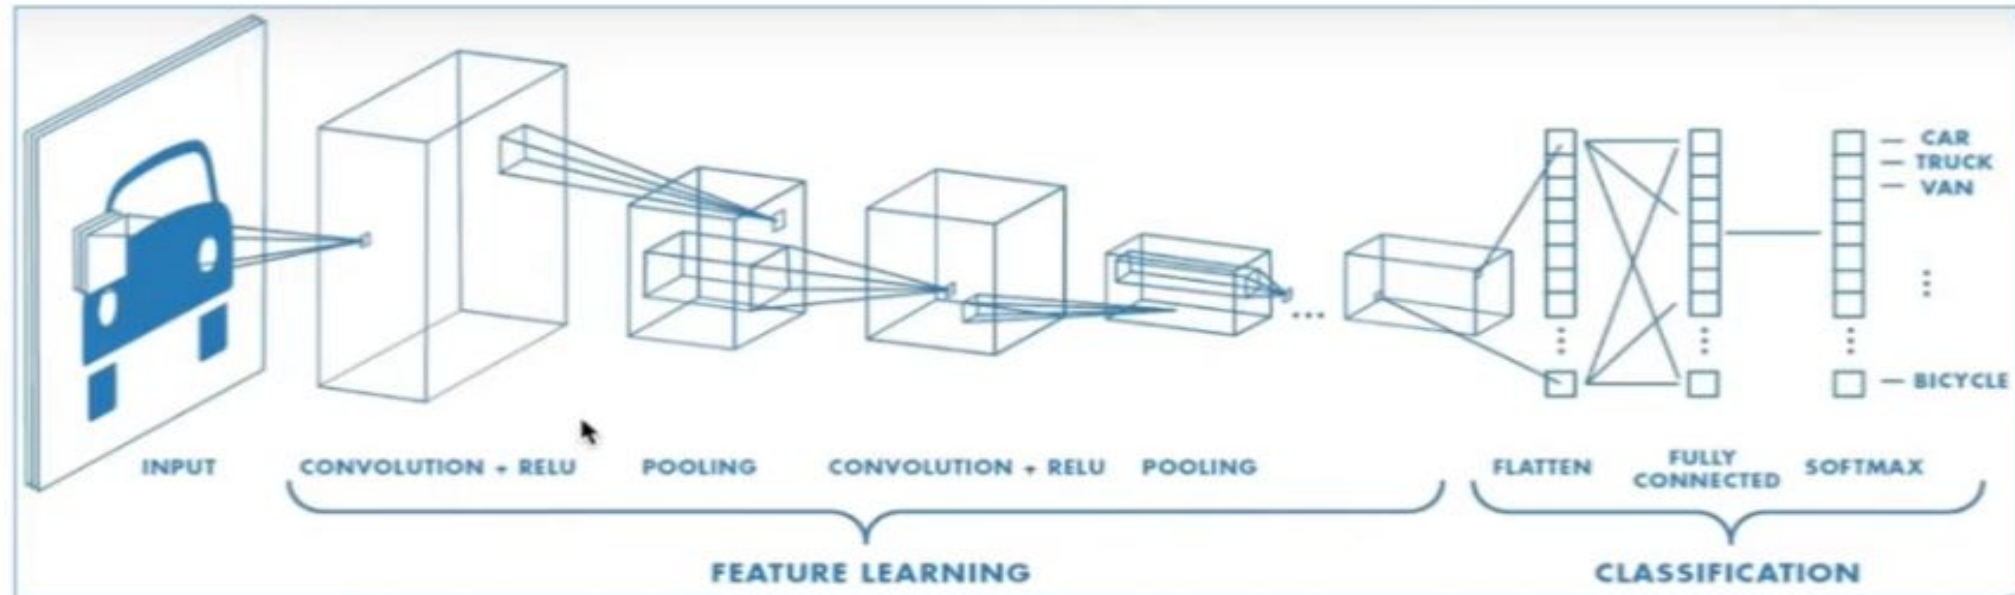 CAR
TRUCK
VAN
BICYCLE
INPUT
CONVOLUTION + RELU
POOLING
CONVOLUTION + RELU
POOLING
FLATTEN
FULLY
CONNECTED
SOFTMAX
FEATURE LEARNING
CLASSIFICATION